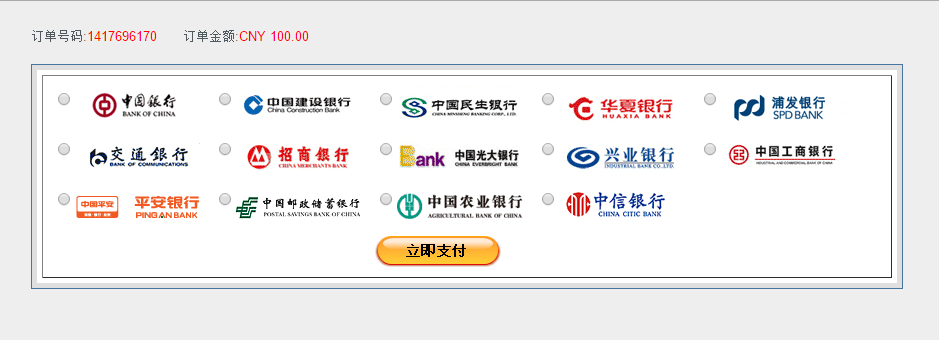 订单号码:1417696170 订单金额:CNY 100.00
中国银行 BANK OF CHINA
中国建设银行 China Construction Bank
中国民生银行 CHINA MINSHENG BANKING CORP., LTD.
华夏银行 HUAXIA BANK
浦发银行 SPD BANK
交通银行 BANK OF COMMUNICATIONS
招商银行 CHINA MERCHANTS BANK
Bank 中国光大银行 CHINA EVERBRIGHT BANK
兴业银行 INDUSTRIAL BANK CO.,LTD.
中国工商银行 INDUSTRIAL AND COMMERCIAL BANK OF CHINA
中国平安 平安银行 PING AN BANK
中国邮政储蓄银行 POSTAL SAVINGS BANK OF CHINA
中国农业银行 AGRICULTURAL BANK OF CHINA
中信银行 CHINA CITIC BANK
立即支付